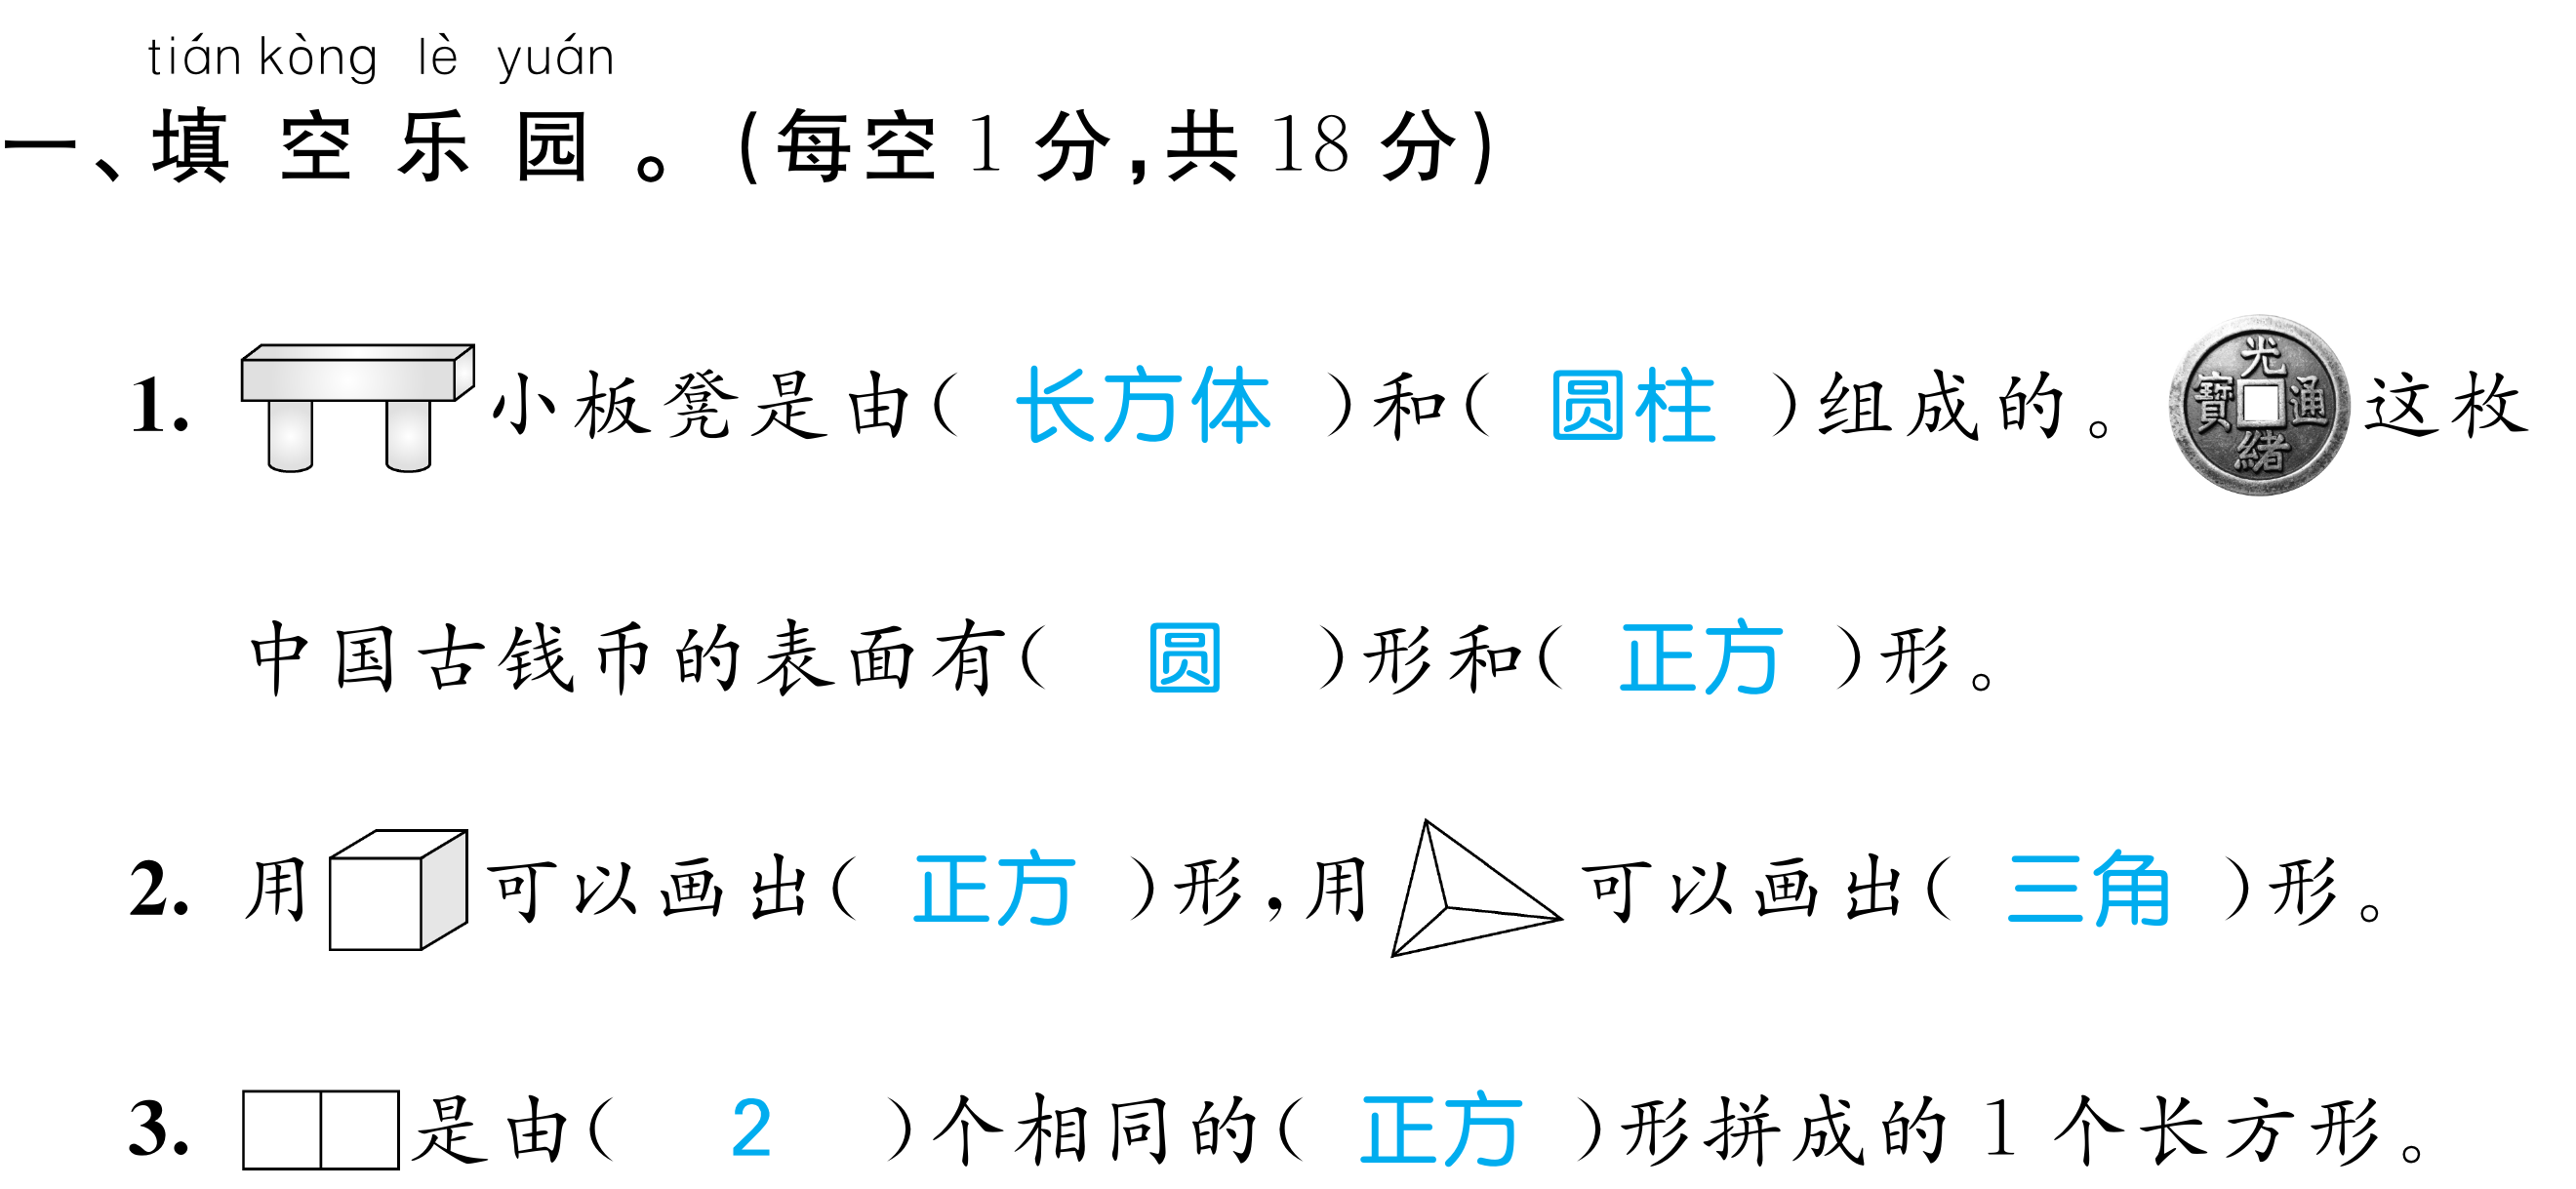 tián kòng lè yuán
一、填空乐园。(每空1分,共18分)
1. 小板凳是由( 长方体 )和( 圆柱 )组成的。光緒通寶这枚
中国古钱币的表面有( 圆 )形和( 正方 )形。
2. 用可以画出( 正方 )形,用可以画出( 三角 )形。
3. 是由( 2 )个相同的( 正方 )形拼成的1个长方形。